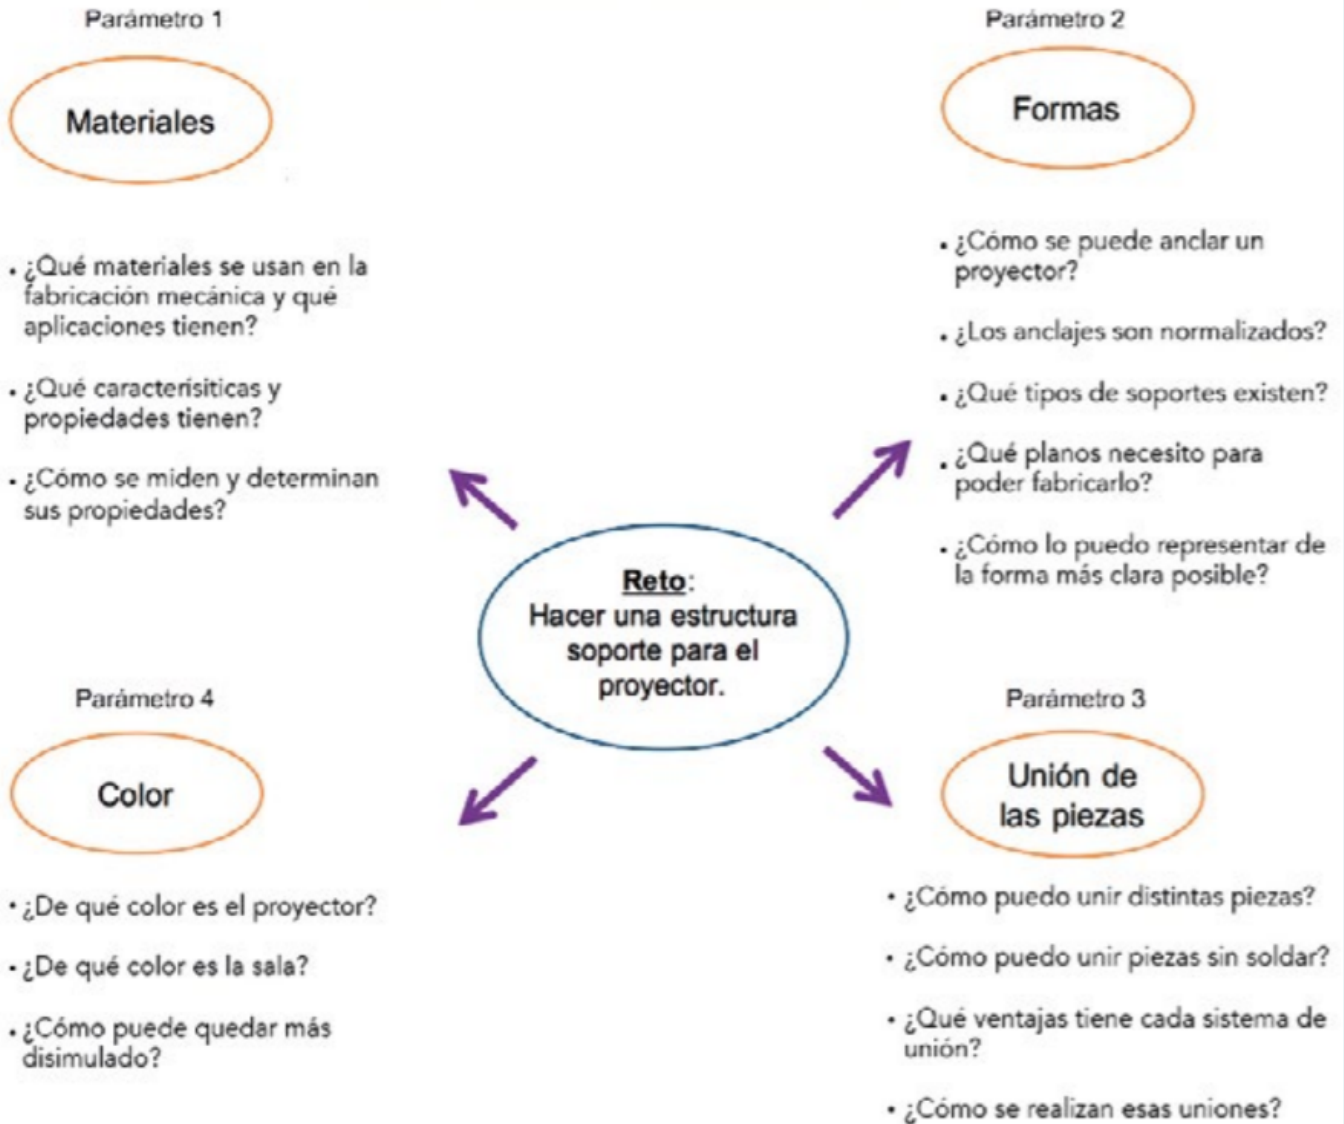 Parámetro 1
Materiales
• ¿Qué materiales se usan en la
fabricación mecánica y qué
aplicaciones tienen?
• ¿Qué caracterísiticas y
propiedades tienen?
• ¿Cómo se miden y determinan
sus propiedades?
Parámetro 2
Formas
• ¿Cómo se puede anclar un
proyector?
• ¿Los anclajes son normalizados?
• ¿Qué tipos de soportes existen?
• ¿Qué planos necesito para
poder fabricarlo?
• ¿Cómo lo puedo representar de
la forma más clara posible?
Reto:
Hacer una estructura
soporte para el
proyector.
Parámetro 4
Color
• ¿De qué color es el proyector?
• ¿De qué color es la sala?
• ¿Cómo puede quedar más
disimulado?
Parámetro 3
Unión de
las piezas
• ¿Cómo puedo unir distintas piezas?
• ¿Cómo puedo unir piezas sin soldar?
• ¿Qué ventajas tiene cada sistema de
unión?
• ¿Cómo se realizan esas uniones?